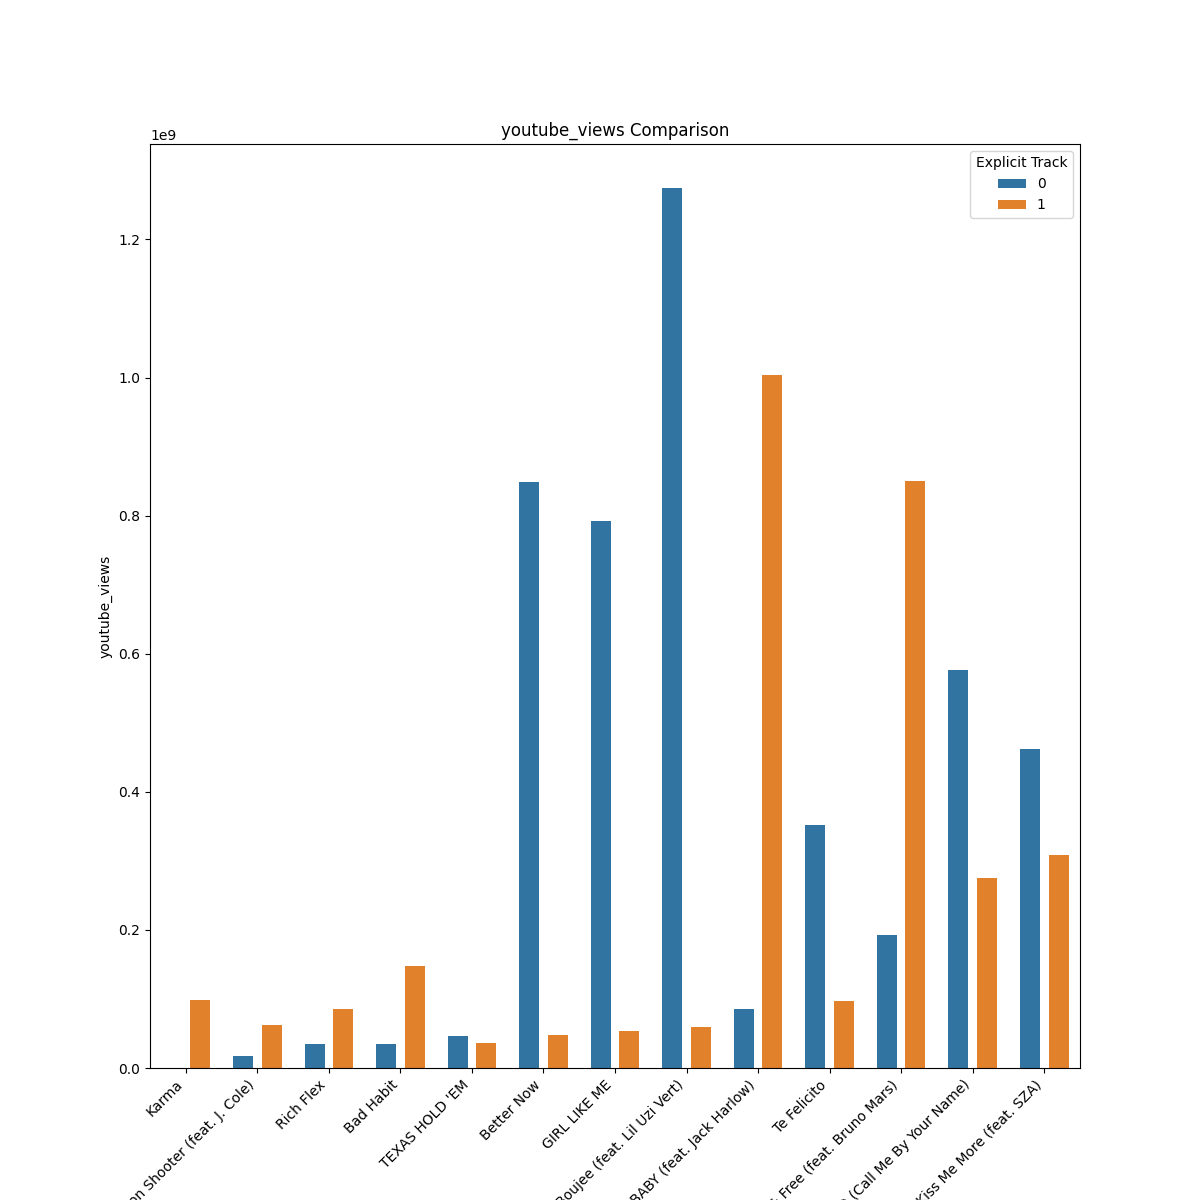 youtube_views Comparison
1e9
Explicit Track
0
1
1.2
1.0
0.8
0.6
0.4
0.2
0.0
youtube_views
Karma
Shooter (feat. J. Cole)
Rich Flex
Bad Habit
TEXAS HOLD 'EM
Better Now
GIRL LIKE ME
Boujee (feat. Lil Uzi Vert)
BABY (feat. Jack Harlow)
Te Felicito
Free (feat. Bruno Mars)
(Call Me By Your Name)
Kiss Me More (feat. SZA)